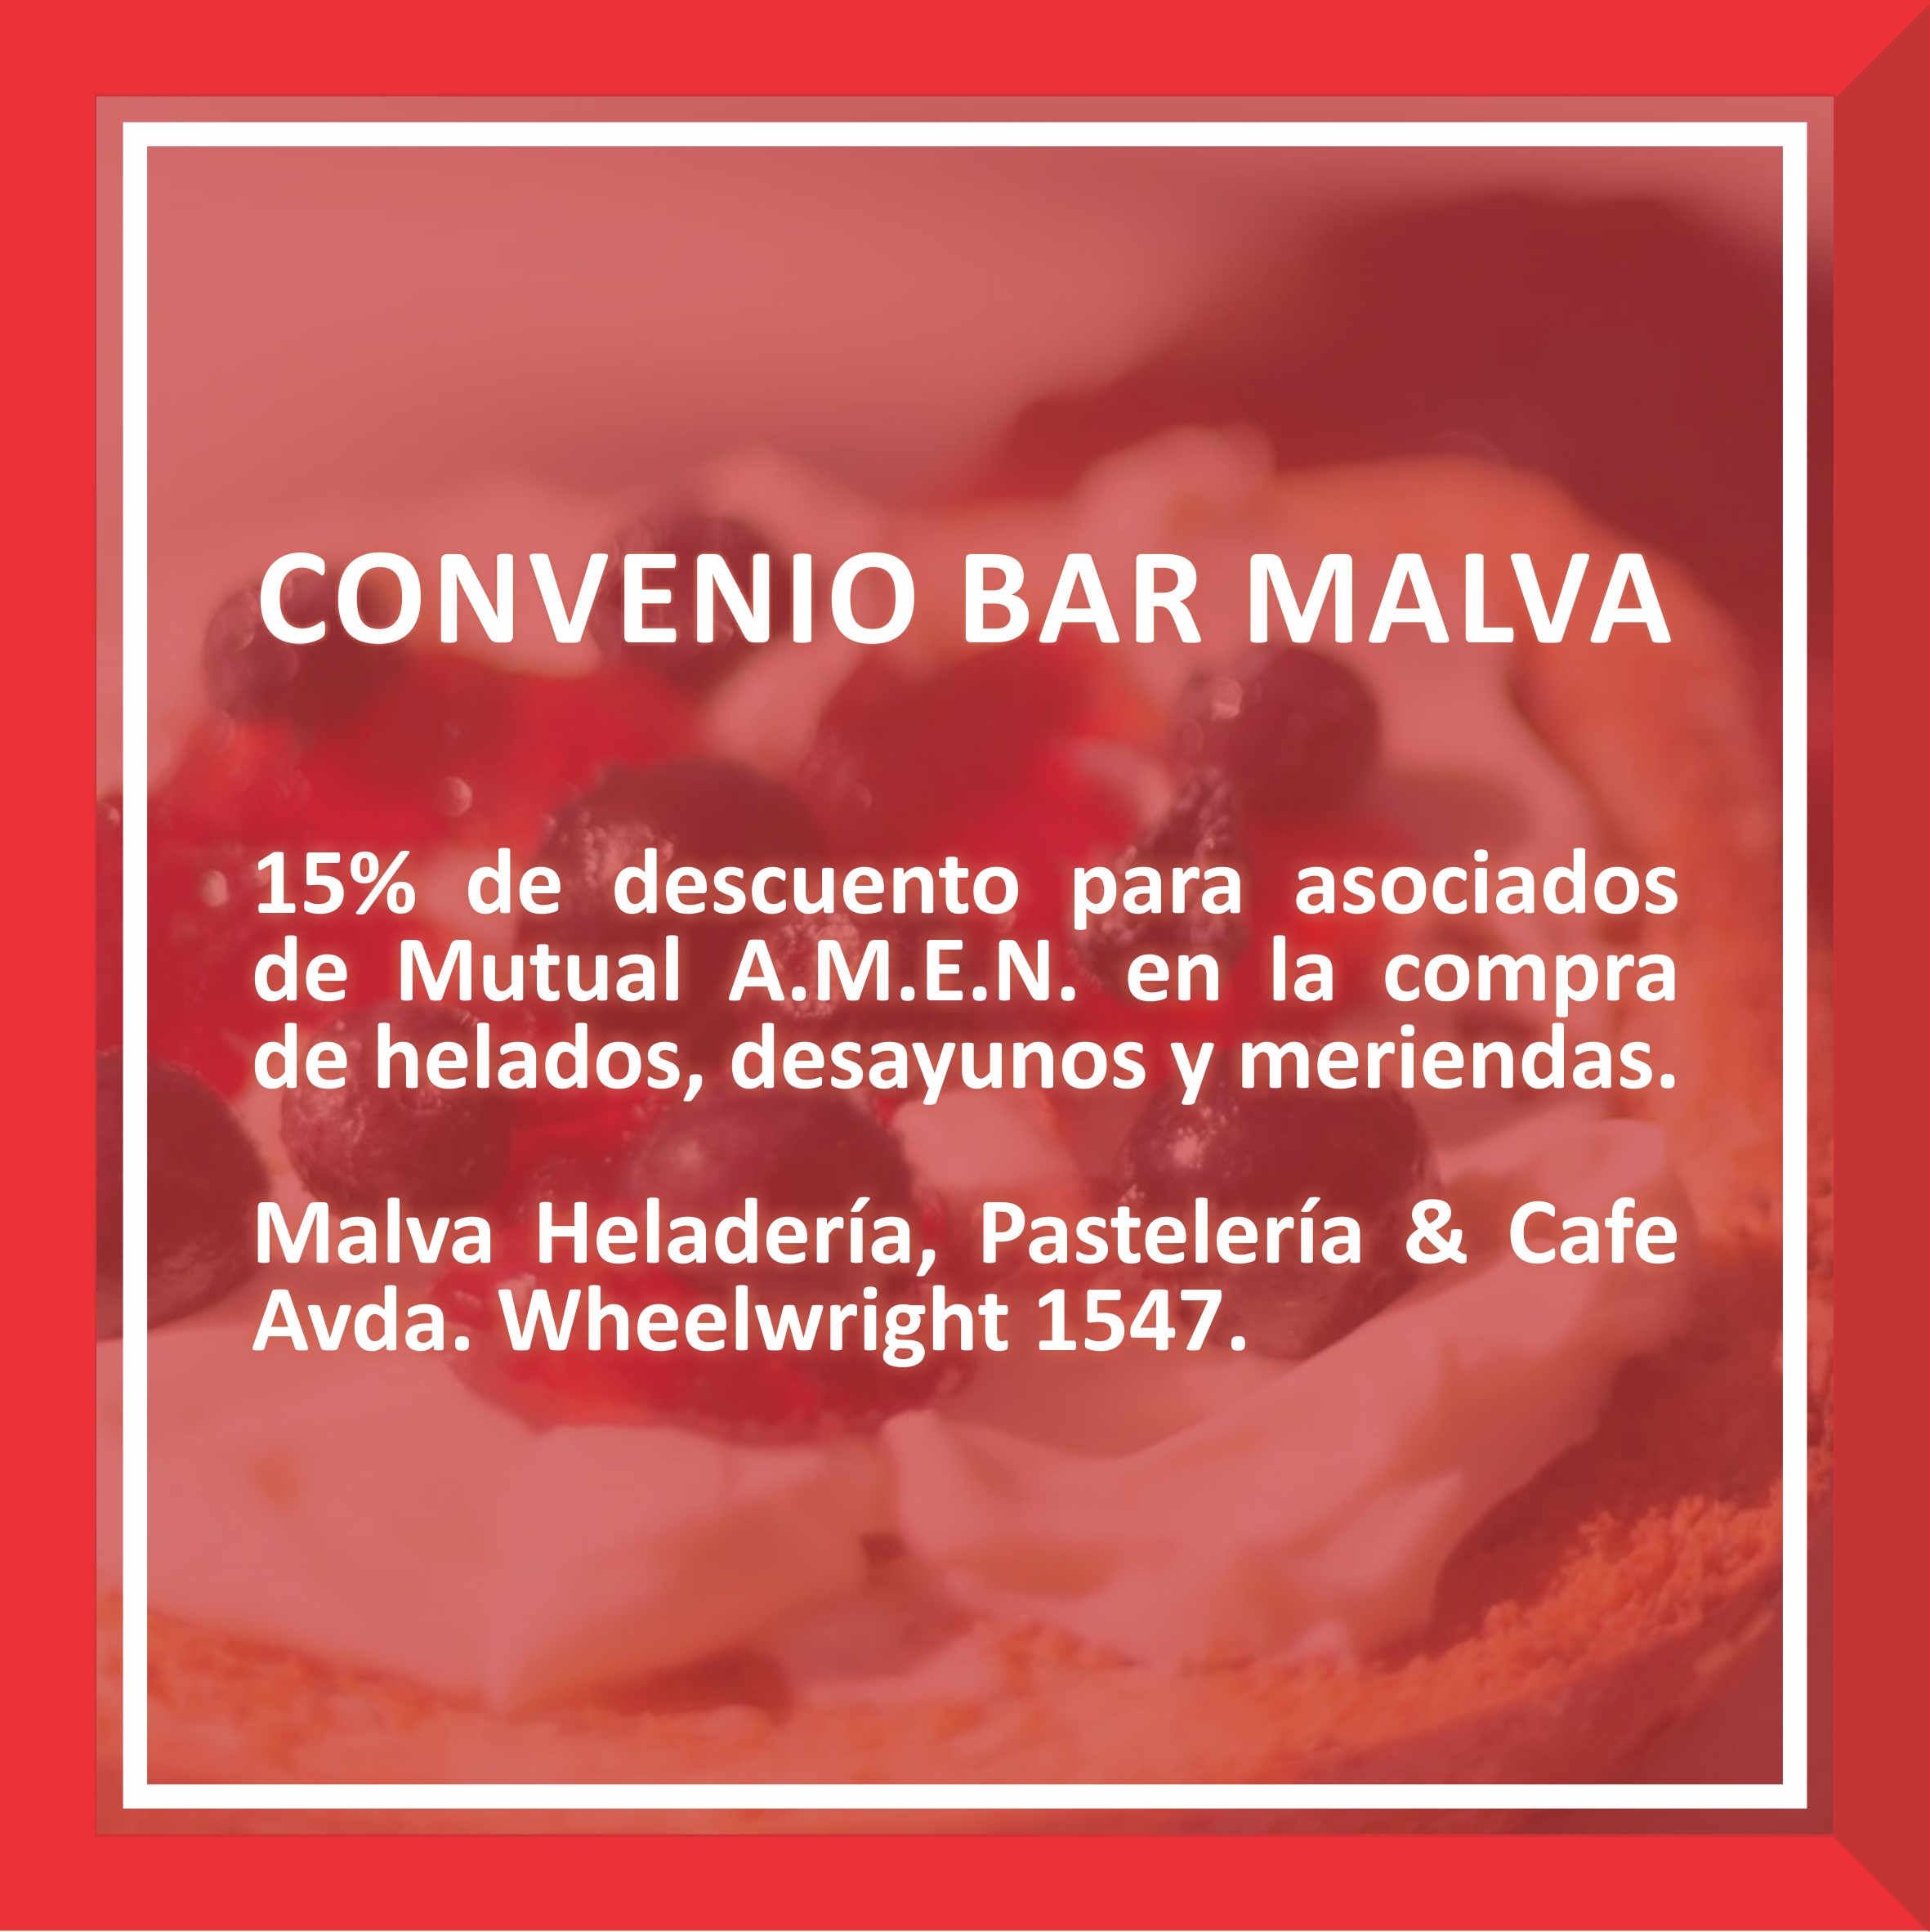 CONVENIO BAR MALVA
15% de descuento para asociados
de Mutual A.M.E.N. en la compra
de helados, desayunos y meriendas.
Malva Heladería, Pastelería & Cafe
Avda. Wheelwright 1547.